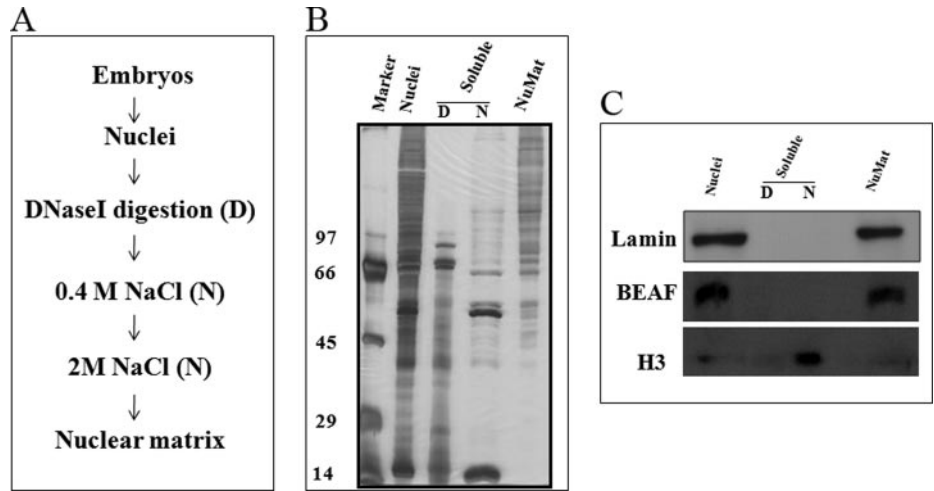 A
Embryos
Nuclei
DNaseI digestion (D)
0.4 M NaCl (N)
2M NaCl (N)
Nuclear matrix
B
Marker
Nuclei
Soluble
D N
NuMat
97
66
45
29
14
C
Nuclei
Soluble
D N
NuMat
Lamin
BEAF
H3